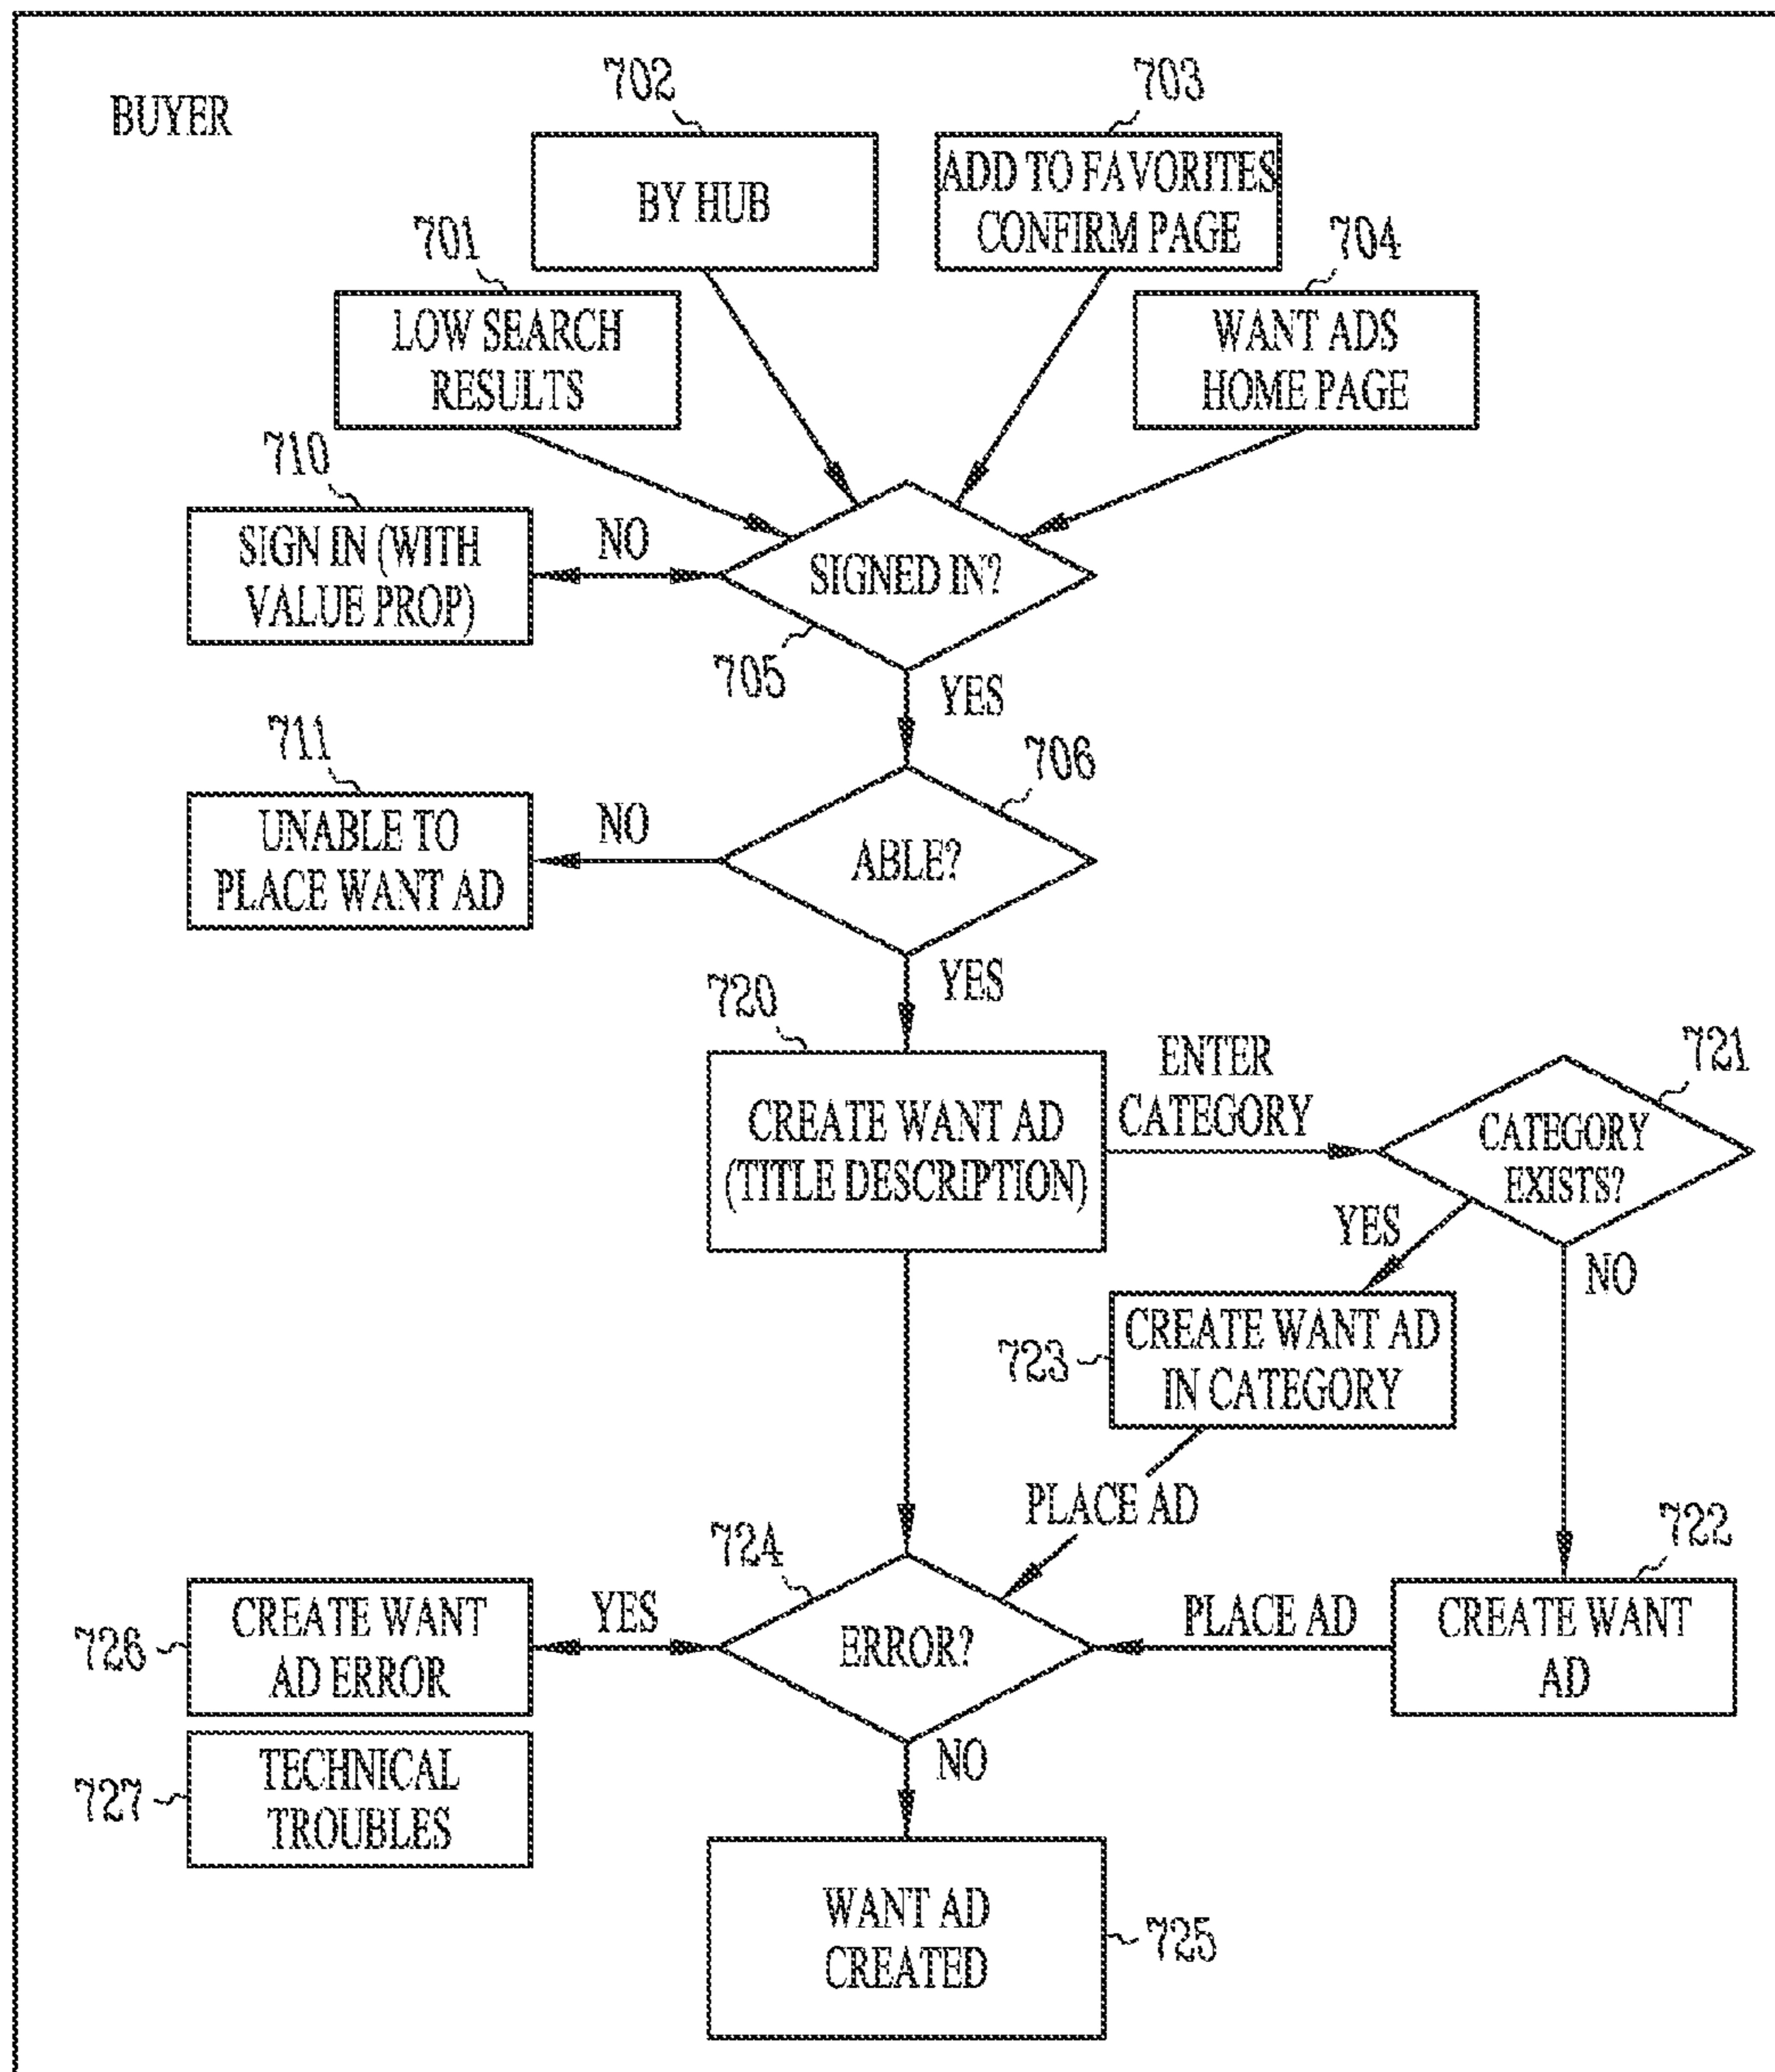 BUYER
702
BY HUB
703
ADD TO FAVORITES
CONFIRM PAGE
701
LOW SEARCH
RESULTS
704
WANT ADS
HOME PAGE
710
SIGN IN (WITH
VALUE PROP)
NO
SIGNED IN?
705
YES
711
UNABLE TO
PLACE WANT AD
NO
706
ABLE?
YES
720
CREATE WANT AD
(TITLE DESCRIPTION)
ENTER
CATEGORY
721
CATEGORY
EXISTS?
YES
NO
723
CREATE WANT AD
IN CATEGORY
PLACE AD
724
ERROR?
722
CREATE WANT
AD
PLACE AD
YES
726
CREATE WANT
AD ERROR
727
TECHNICAL
TROUBLES
NO
WANT AD
CREATED
725